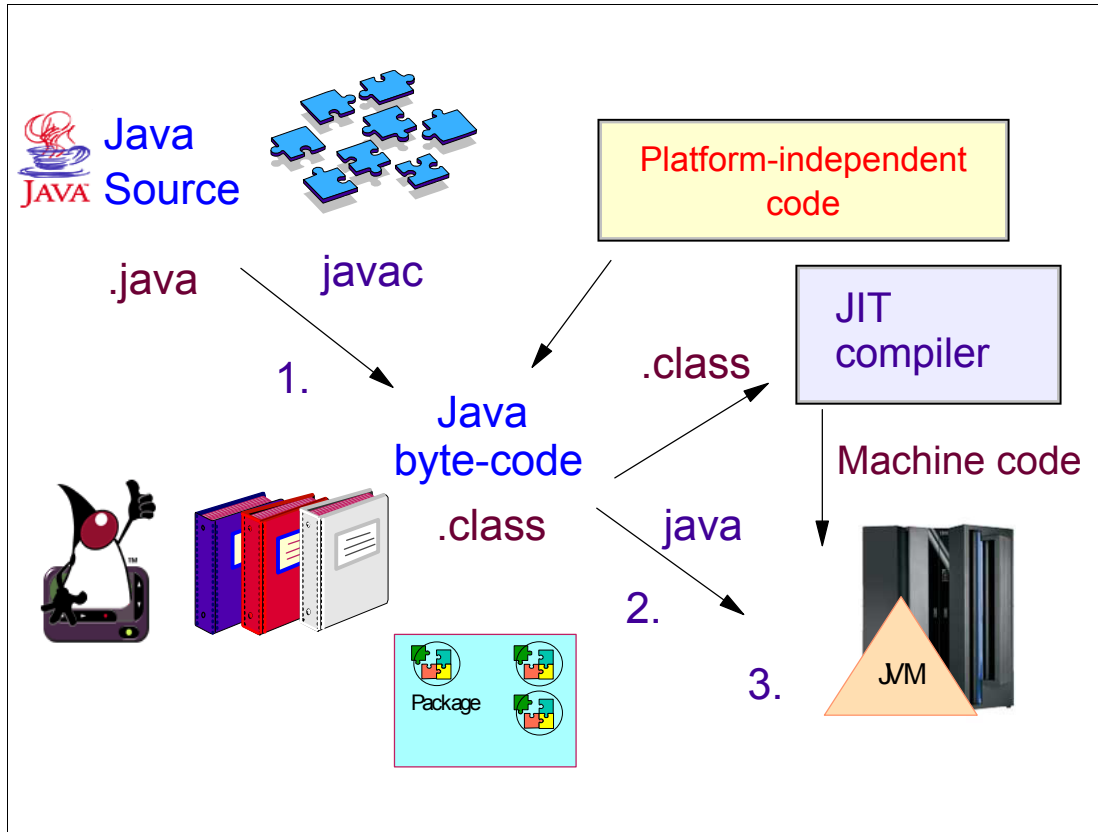 Java
Source
JAVA
Platform-independent
code
.java
javac
JIT
compiler
1.
.class
Java
byte-code
Machine code
.class
java
TM
2.
3.
JVM
Package